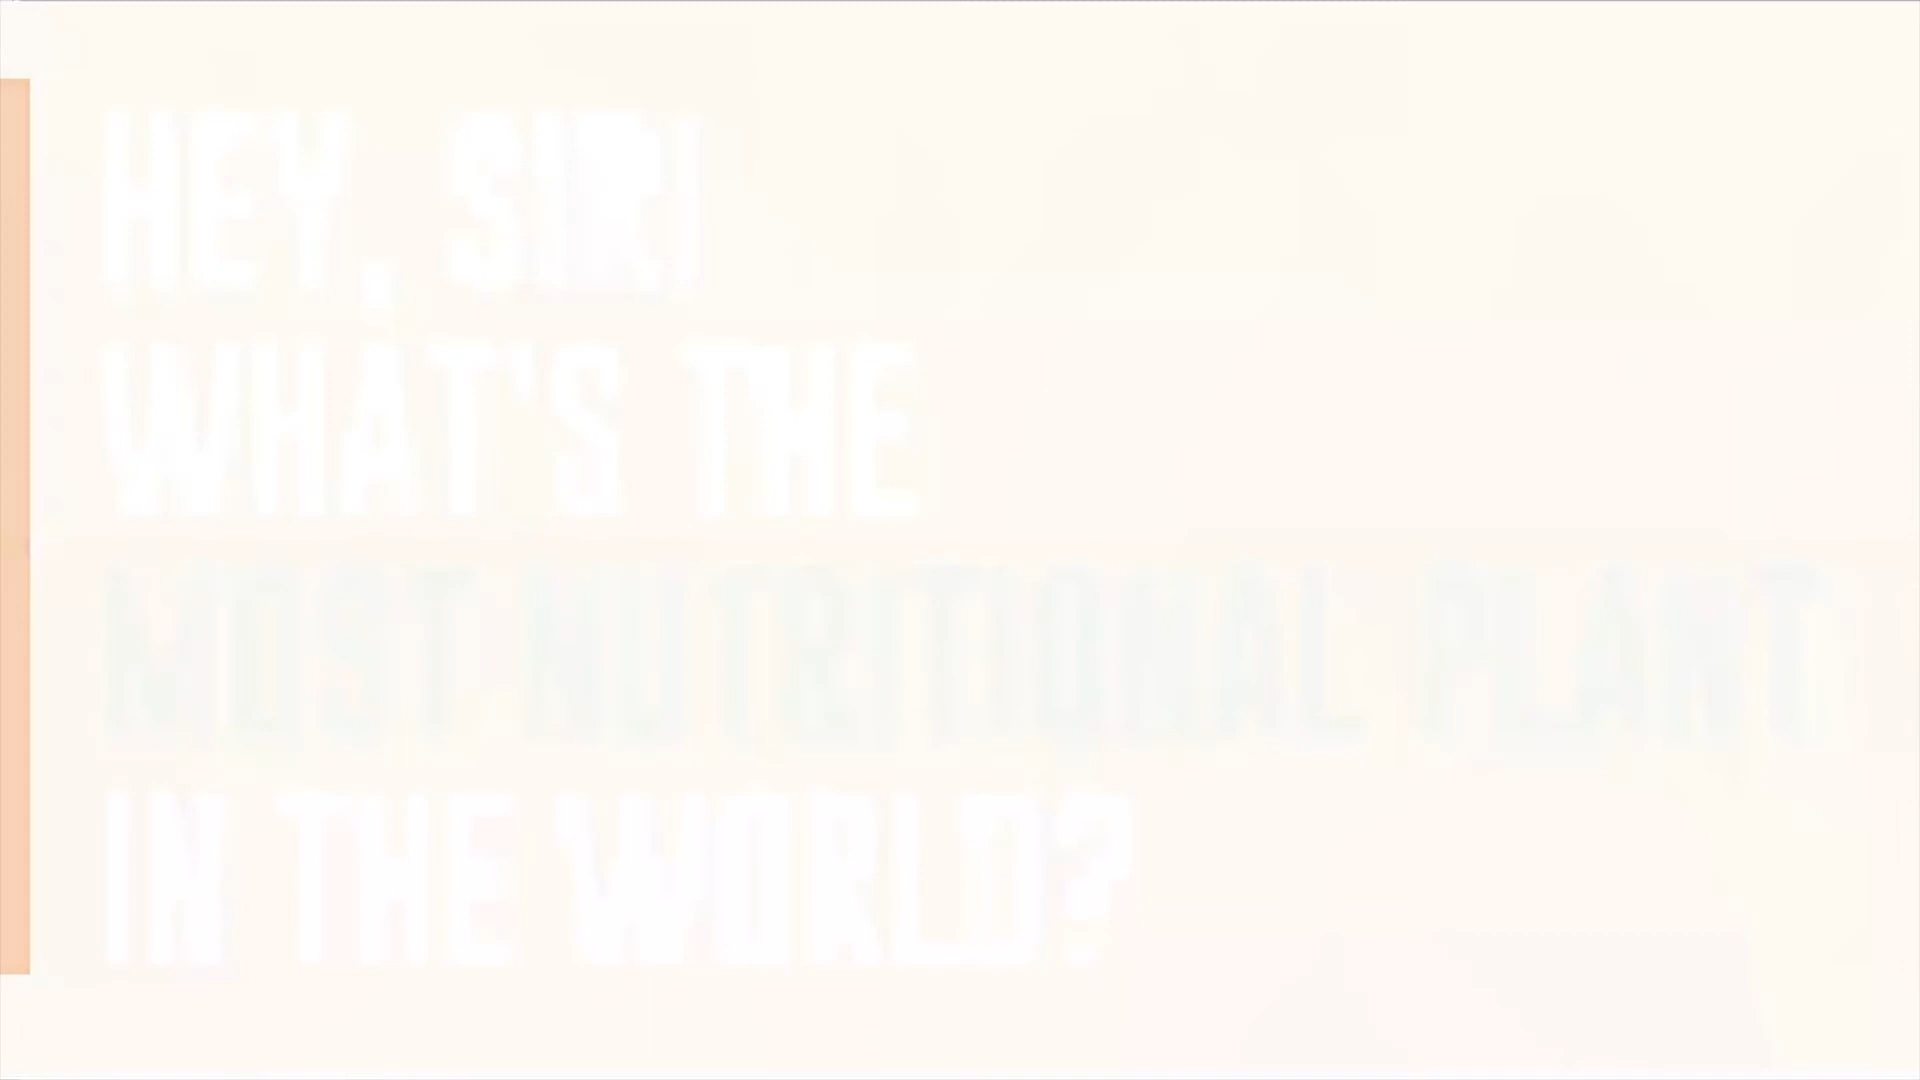 HEY, SIRI
WHAT'S THE
MOST NUTRITIONAL PLANT
IN THE WORLD?